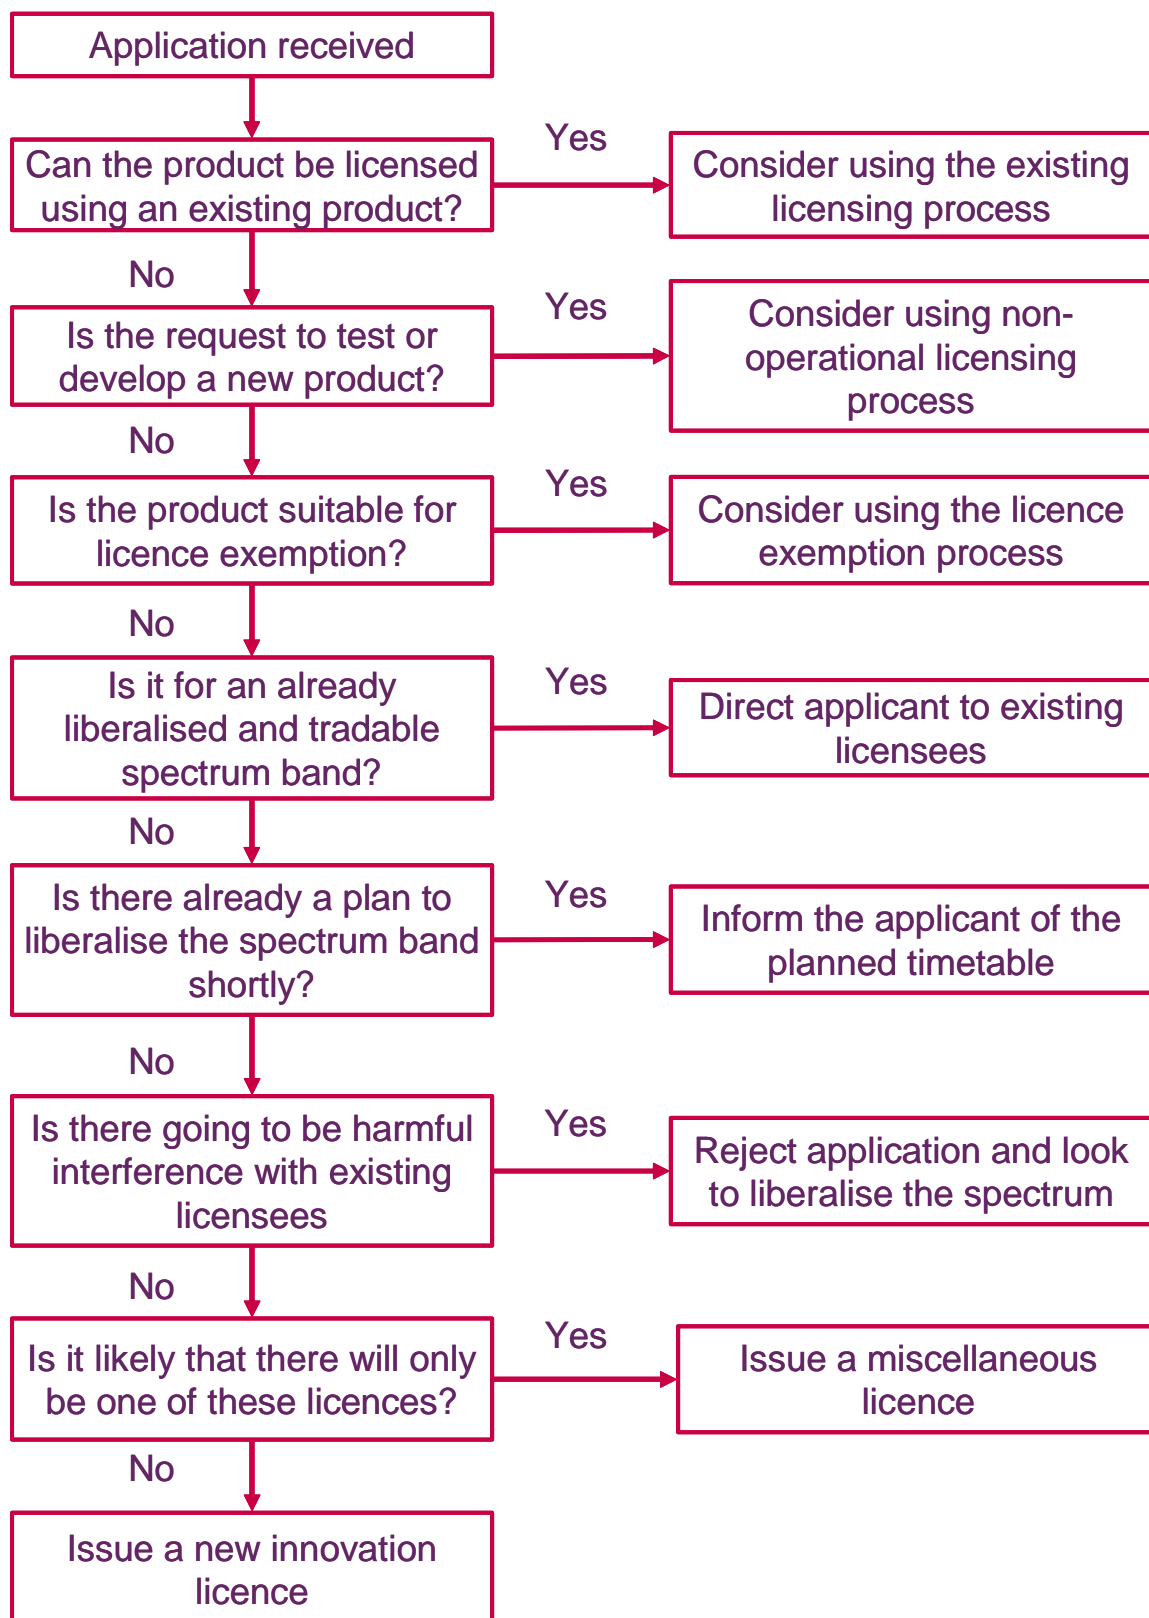 Application received
Yes
Can the product be licensed
using an existing product?
Consider using the existing
licensing process
No
Yes
Is the request to test or
develop a new product?
Consider using non-
operational licensing
process
No
Yes
Is the product suitable for
licence exemption?
Consider using the licence
exemption process
No
Yes
Is it for an already
liberalised and tradable
spectrum band?
Direct applicant to existing
licensees
No
Yes
Is there already a plan to
liberalise the spectrum band
shortly?
Inform the applicant of the
planned timetable
No
Yes
Is there going to be harmful
interference with existing
licensees
Reject application and look
to liberalise the spectrum
No
Yes
Is it likely that there will only
be one of these licences?
Issue a miscellaneous
licence
No
Issue a new innovation
licence